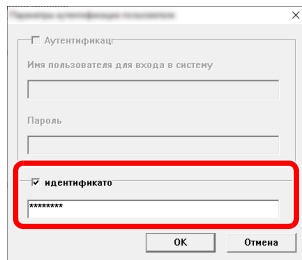 Аутентификац
Имя пользователя для входа в систему
Пароль
идентификато
********
OK
Отмена